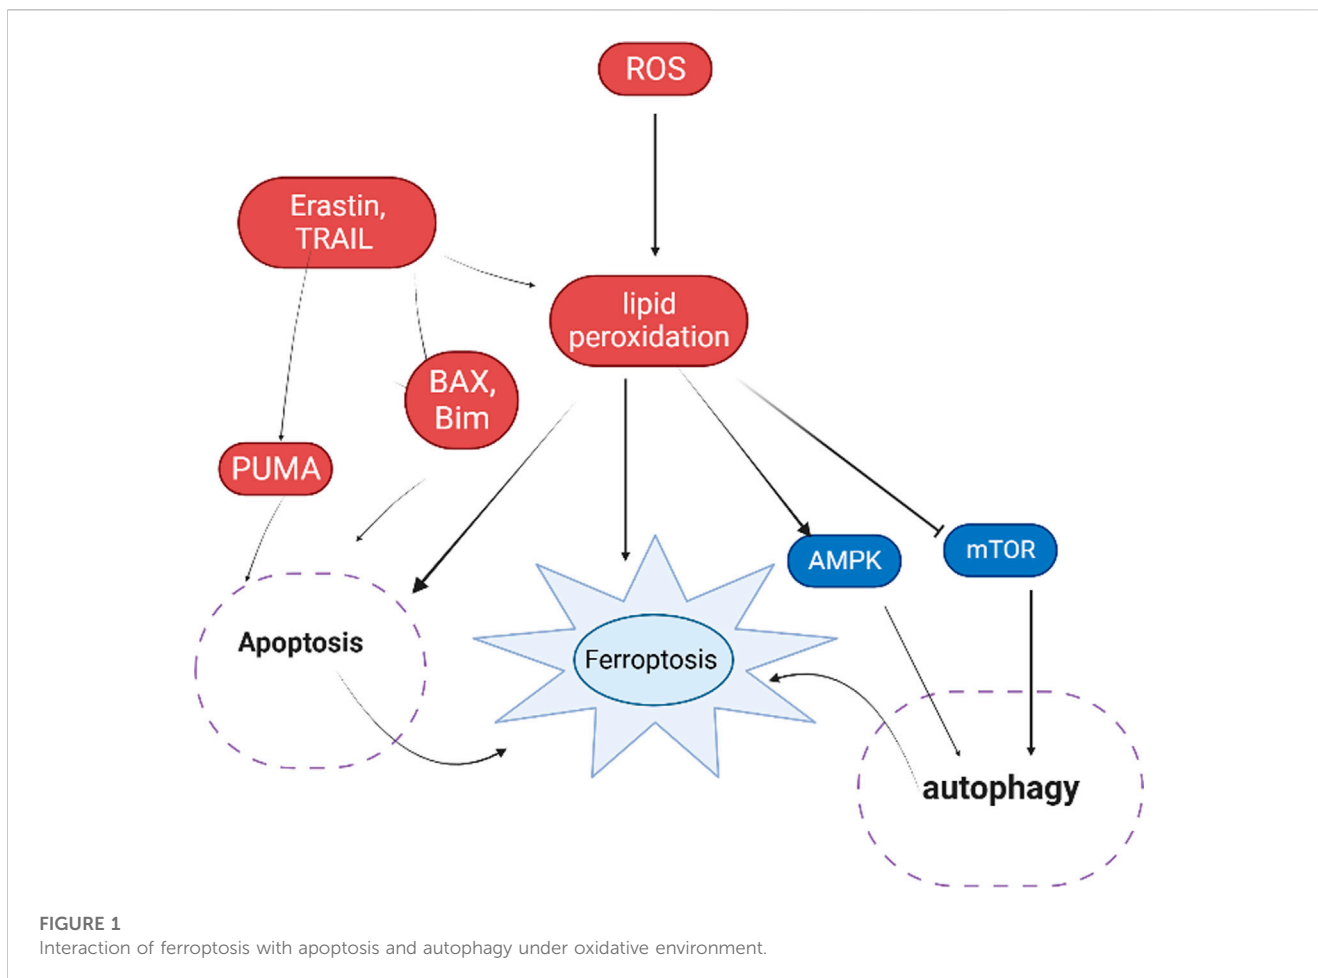 ROS
Erastin,
TRAIL
lipid
peroxidation
BAX,
Bim
PUMA
AMPK
mTOR
Apoptosis
Ferroptosis
autophagy
FIGURE 1
Interaction of ferroptosis with apoptosis and autophagy under oxidative environment.